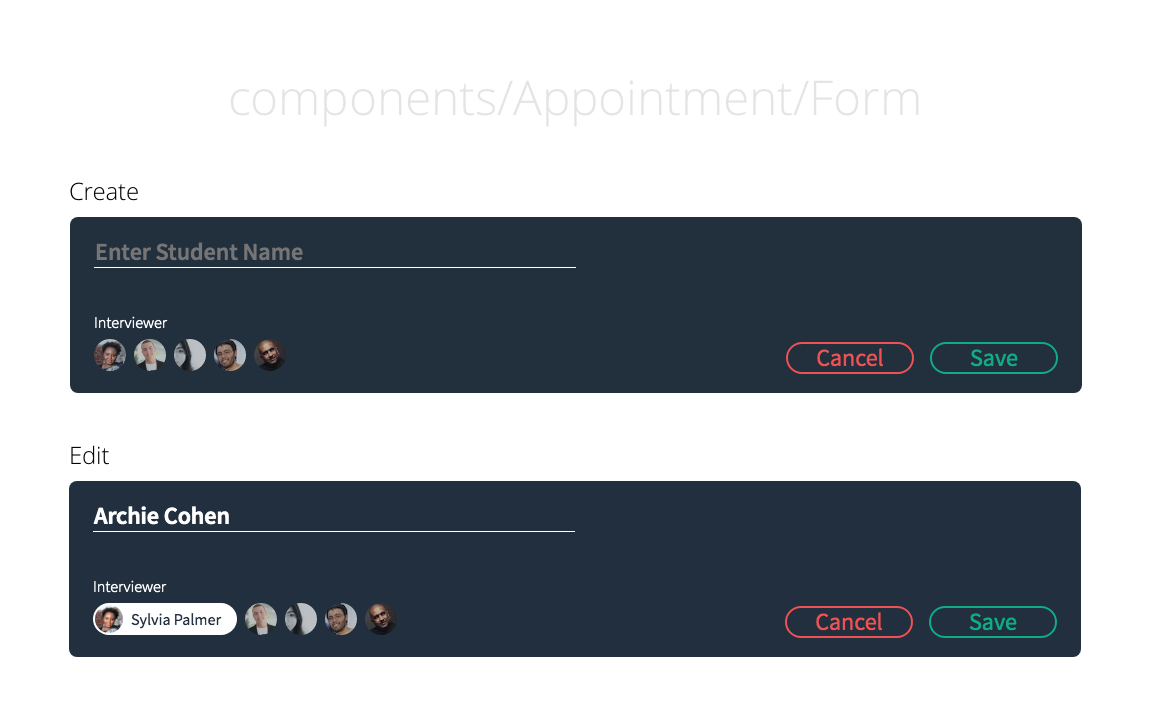 components/Appointment/Form
Create
Enter Student Name
Interviewer
Cancel Save
Edit
Archie Cohen
Interviewer
Sylvia Palmer
Cancel Save